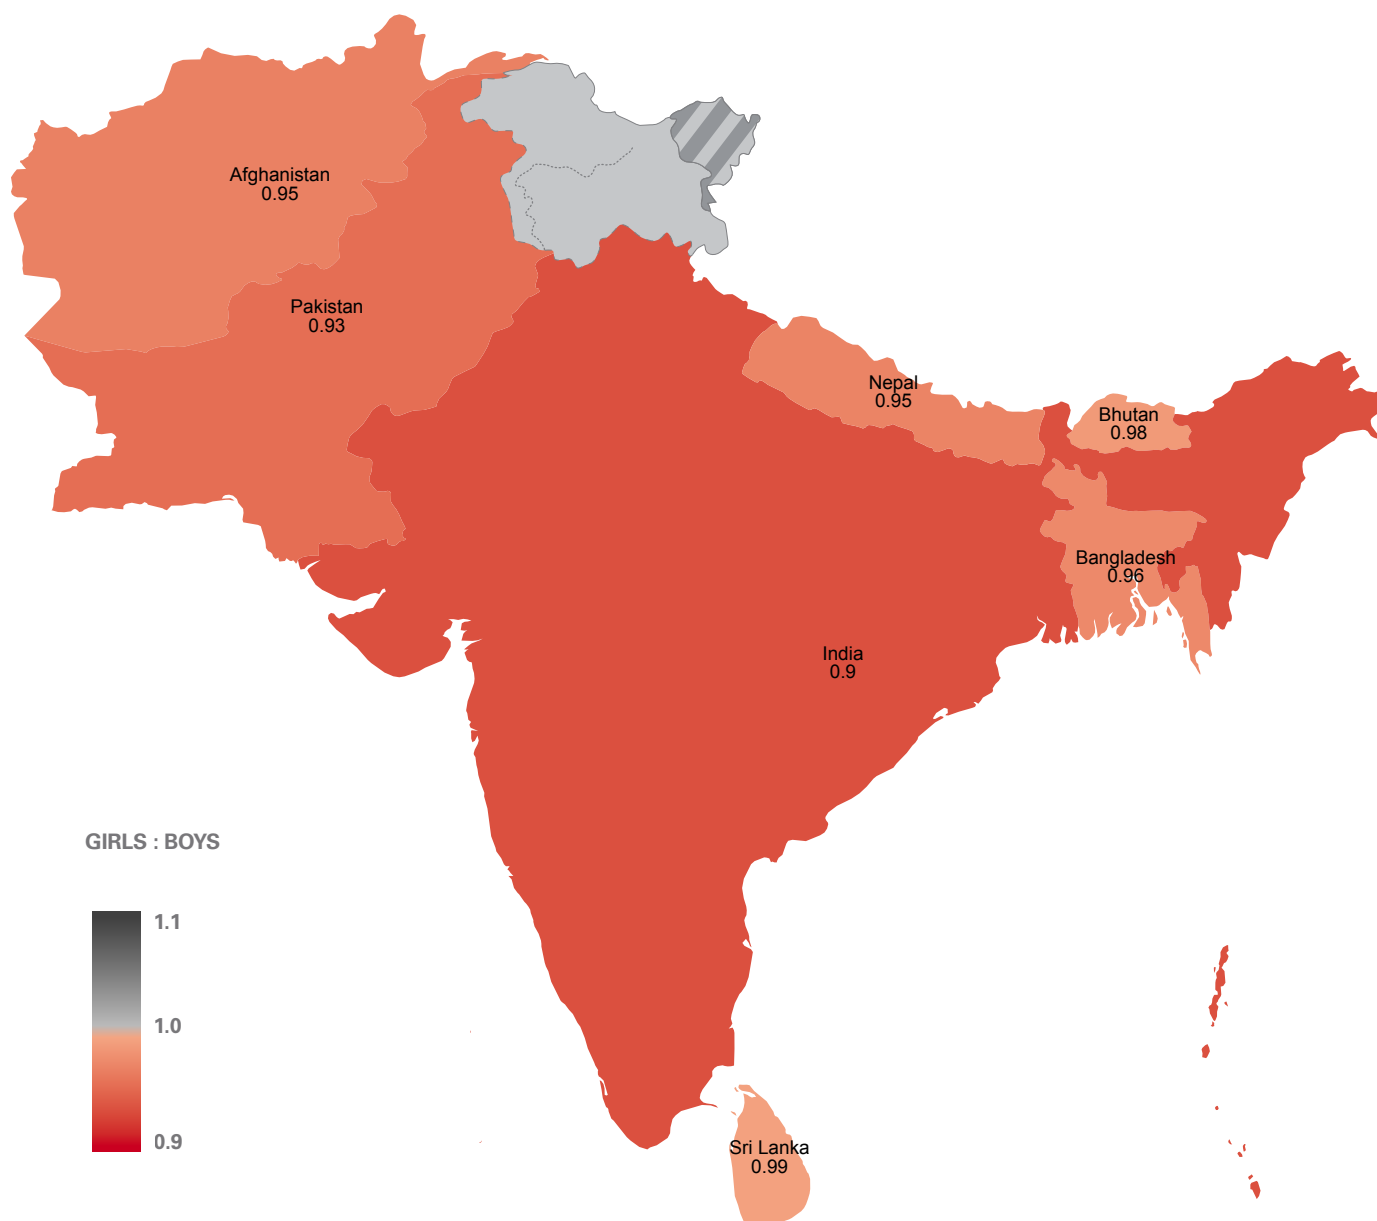 Afghanistan
0.95
Pakistan
0.93
Nepal
0.95
Bhutan
0.98
Bangladesh
0.96
India
0.9
GIRLS : BOYS
1.1
1.0
0.9
Sri Lanka
0.99